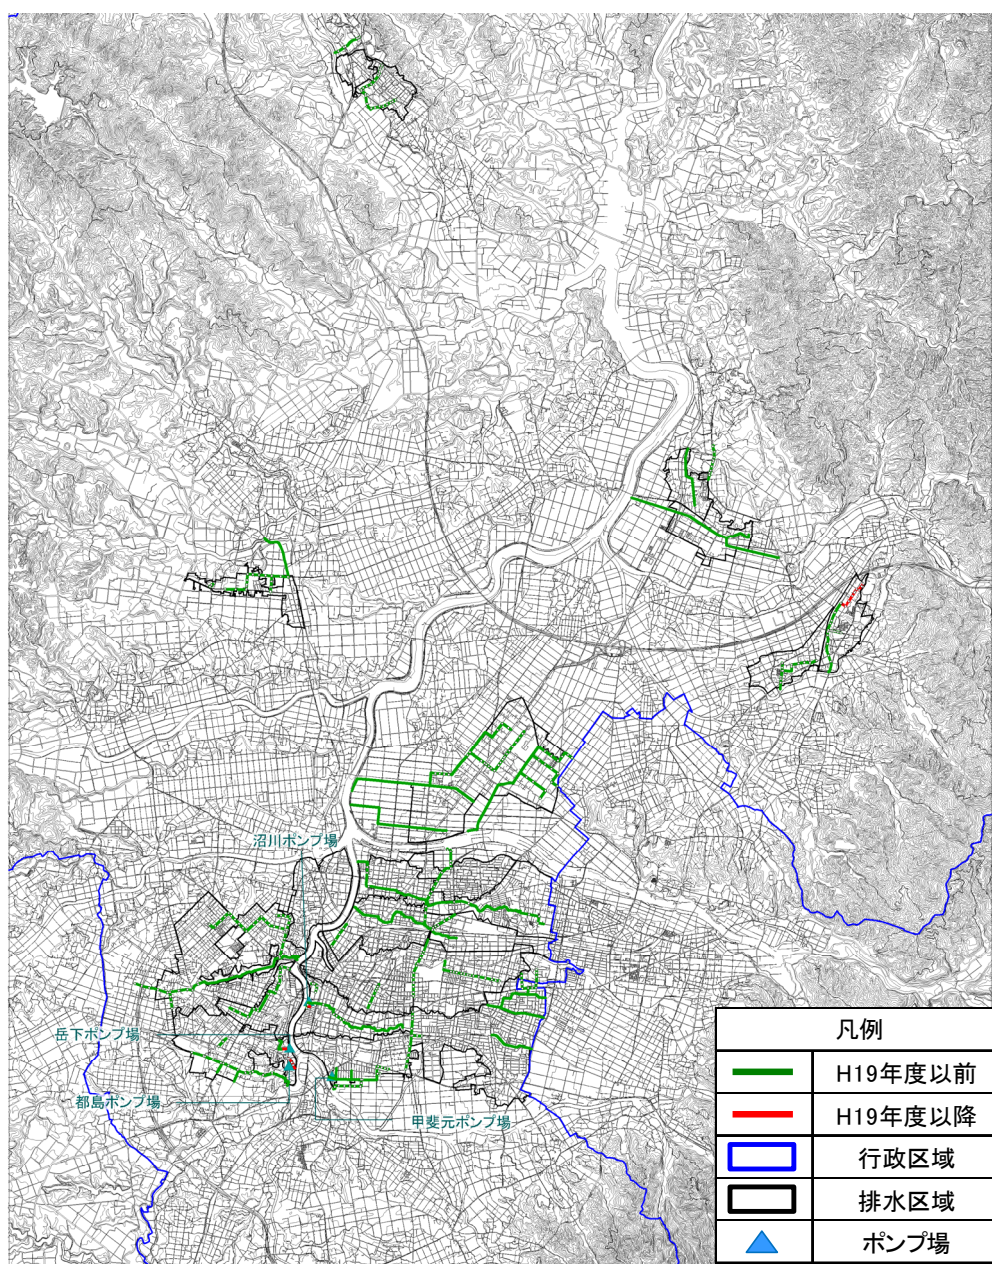 沼川ポンプ場
岳下ポンプ場
都島ポンプ場
甲斐元ポンプ場
凡例
H19年度以前
H19年度以降
行政区域
排水区域
ポンプ場